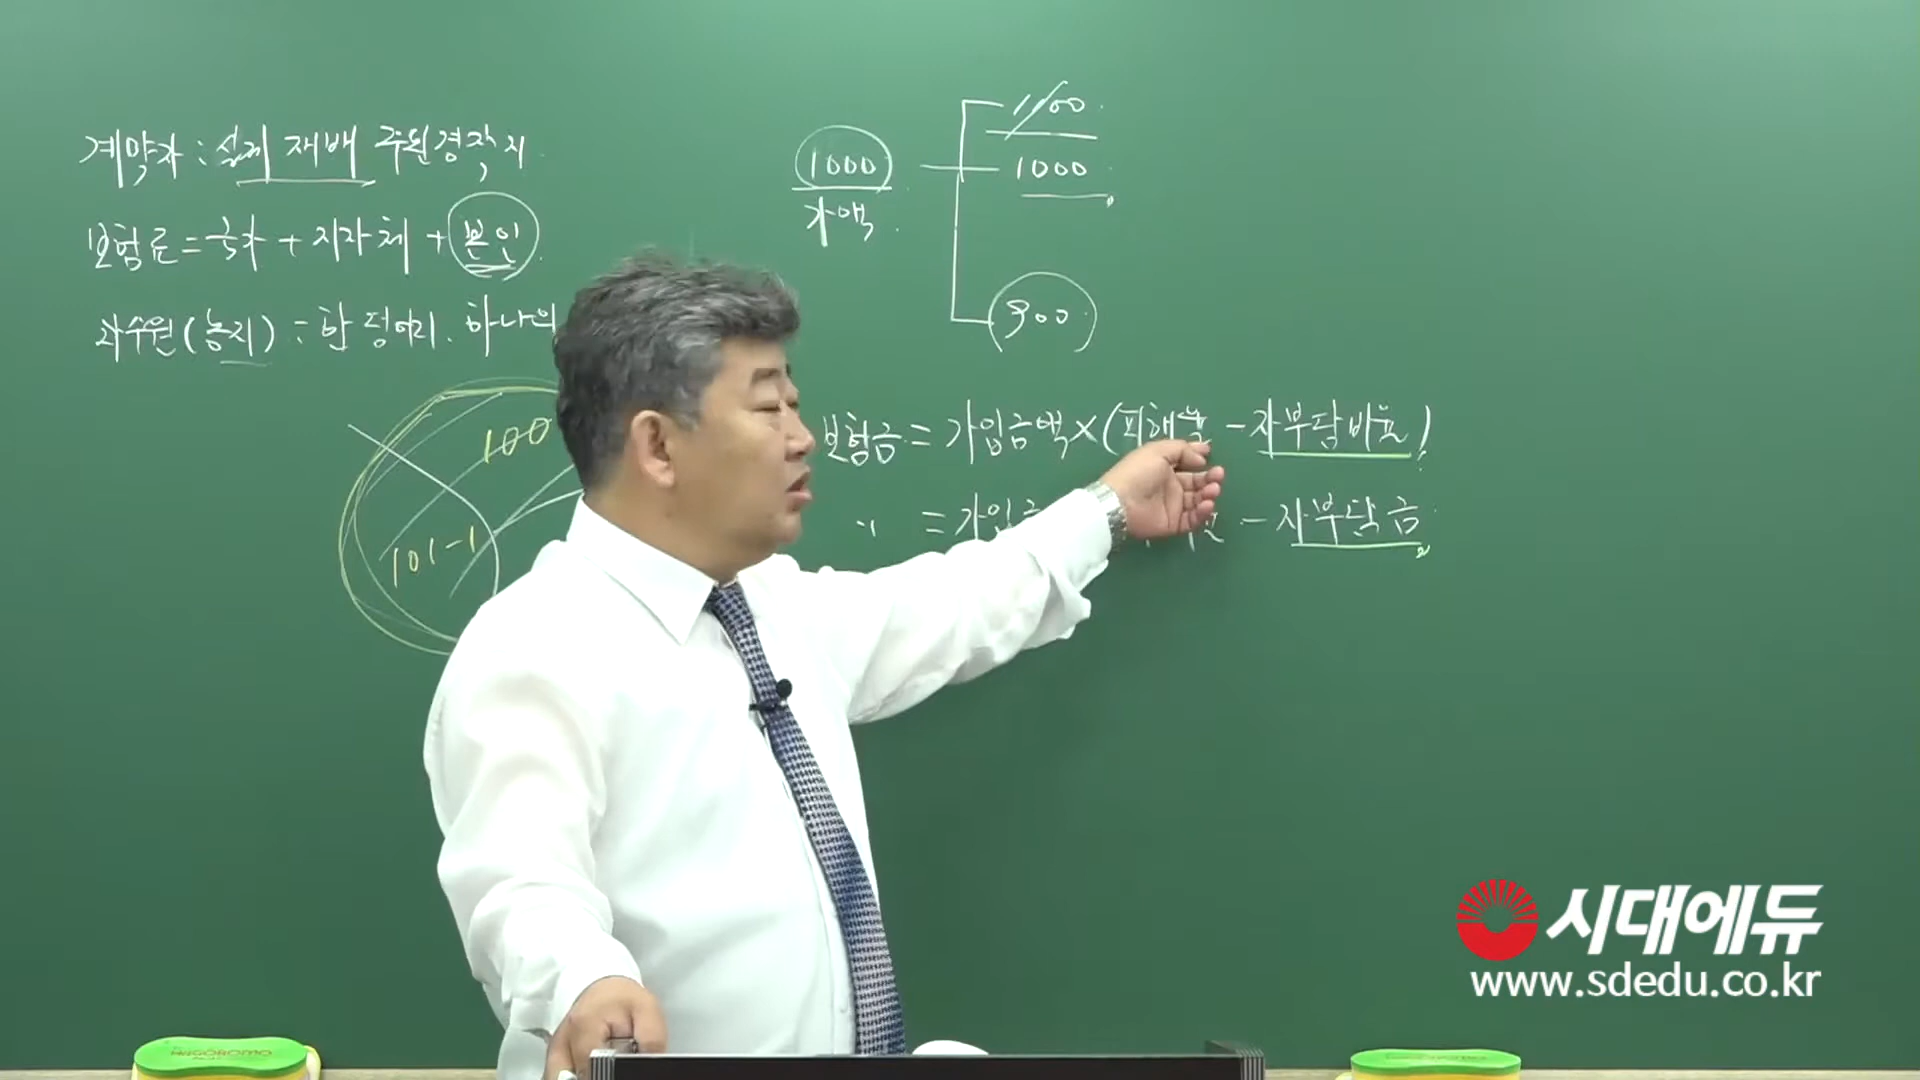 계약자 : 실제 재배 주된경작지
보험료 = 국가 + 지자체 + 본인
과수원(농지) : 한 덩어리. 하나의
100
101-1
1000
가액
1100
1000
900
보험금 = 가입금액 × (피해율 - 자부담비율)
〃 = 가입금 - 자부담금
시대에듀
www.sdedu.co.kr